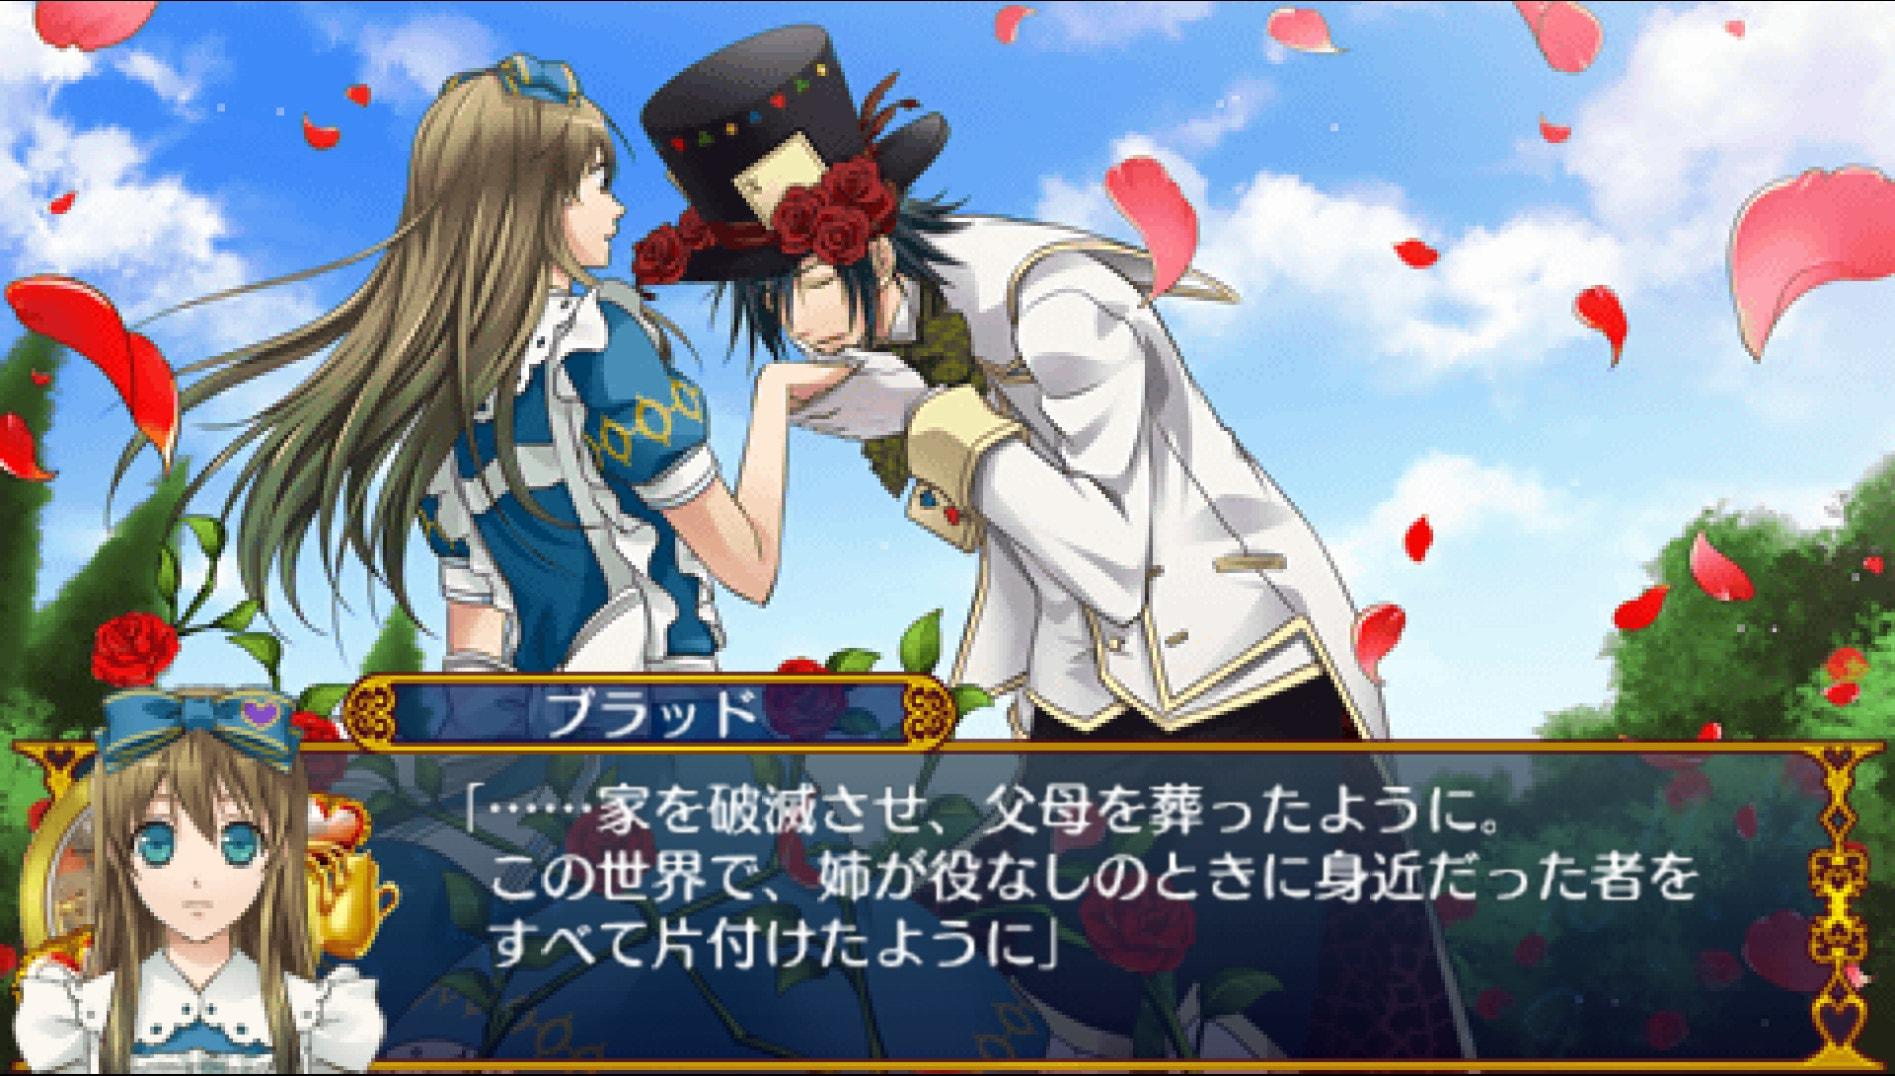 ブラッド
「……家を破滅させ、父母を葬ったように。
この世界で、姉が役なしのときに身近だった者を
すべて片付けたように」